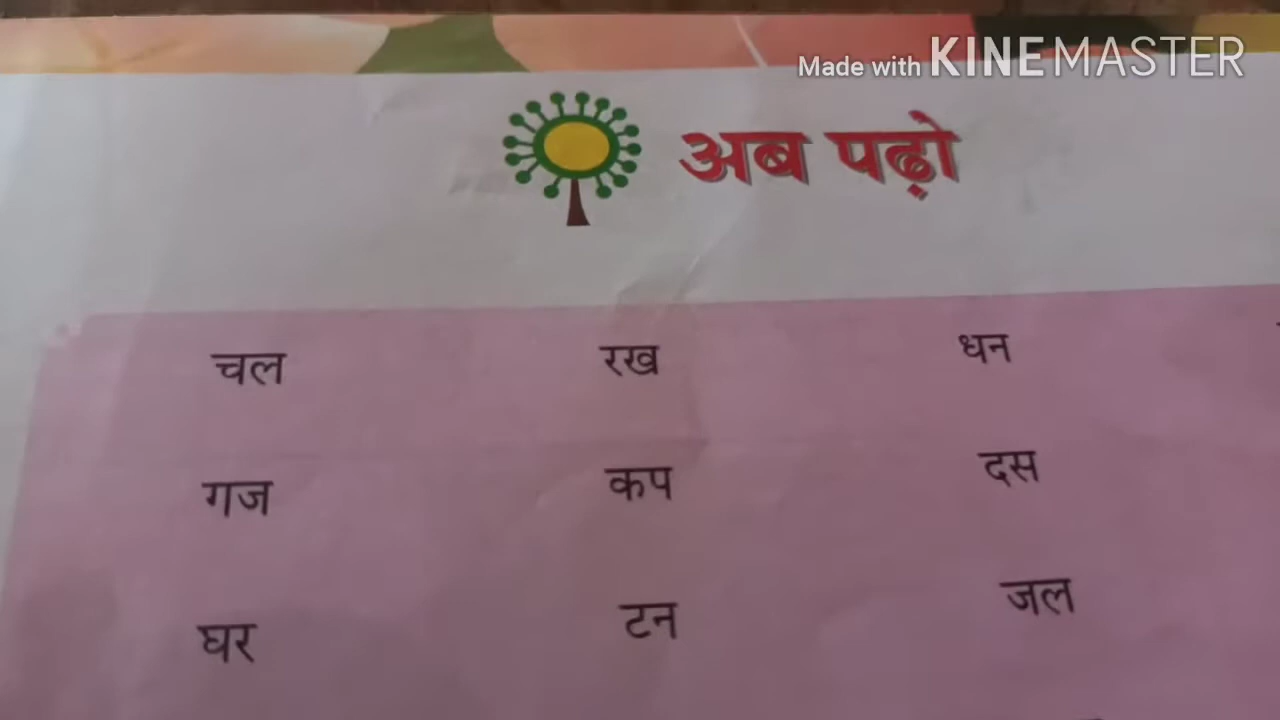 Made with KINEMASTER
अब पढ़ो
चल रख धन
गज कप दस
घर टन जल